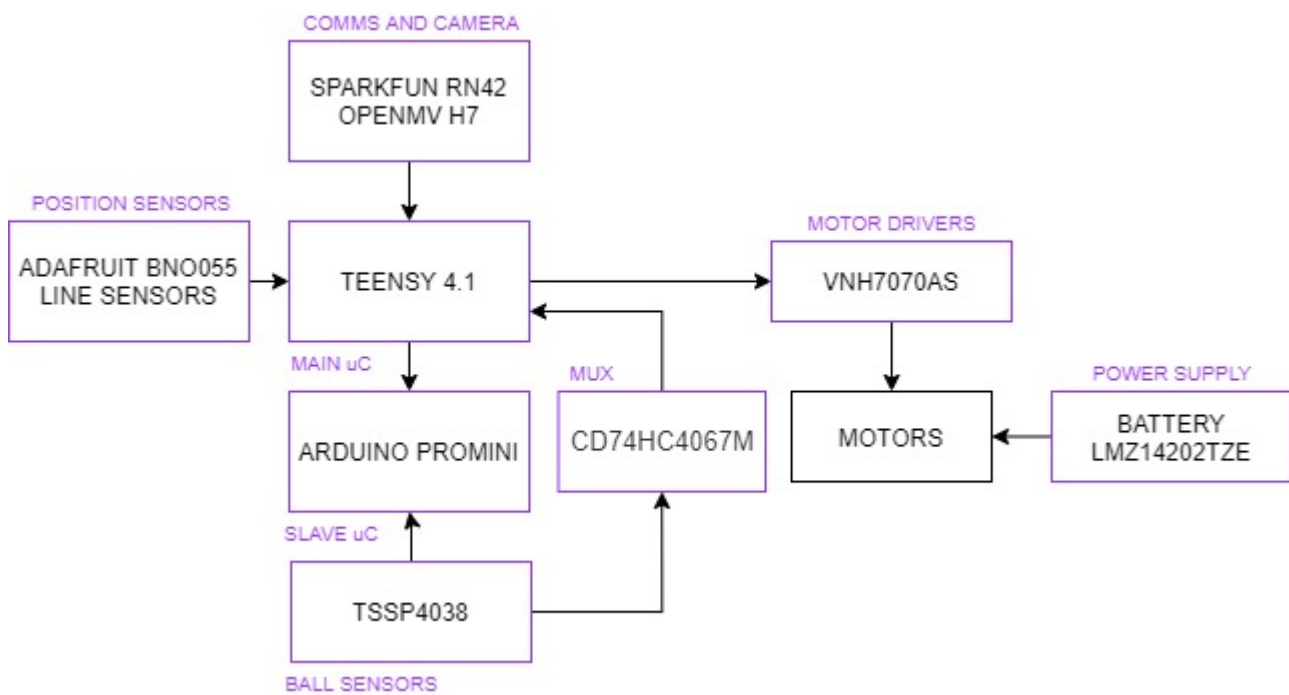 COMMS AND CAMERA
SPARKFUN RN42
OPENMV H7
POSITION SENSORS
ADAFRUIT BNO055
LINE SENSORS
TEENSY 4.1
MAIN uC
MOTOR DRIVERS
VNH7070AS
ARDUINO PROMINI
SLAVE uC
MUX
CD74HC4067M
MOTORS
POWER SUPPLY
BATTERY
LMZ14202TZE
TSSP4038
BALL SENSORS